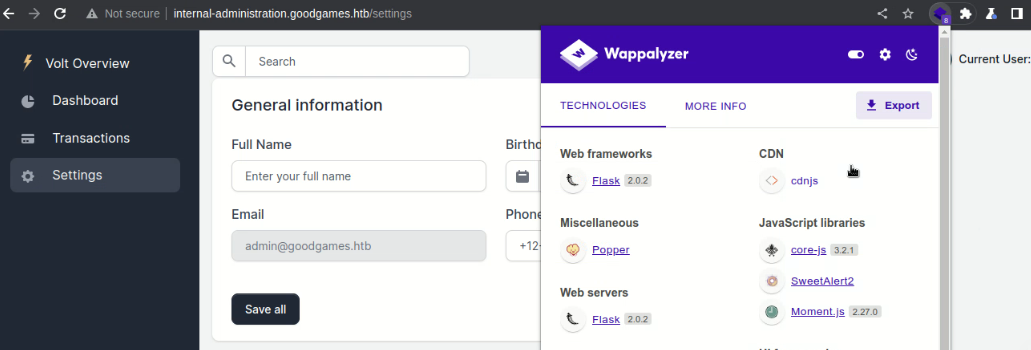 Not secure | internal-administration.goodgames.htb/settings
8
Volt Overview
Dashboard
Transactions
Settings
Search
Current User:
General information
Full Name
Enter your full name
Email
admin@goodgames.htb
Save all
Birtho
Phone
+12-
W
Wappalyzer
TECHNOLOGIES
MORE INFO
Export
Web frameworks
Flask 2.0.2
Miscellaneous
Popper
Web servers
Flask 2.0.2
CDN
cdnjs
JavaScript libraries
core-js 3.2.1
SweetAlert2
Moment.js 2.27.0